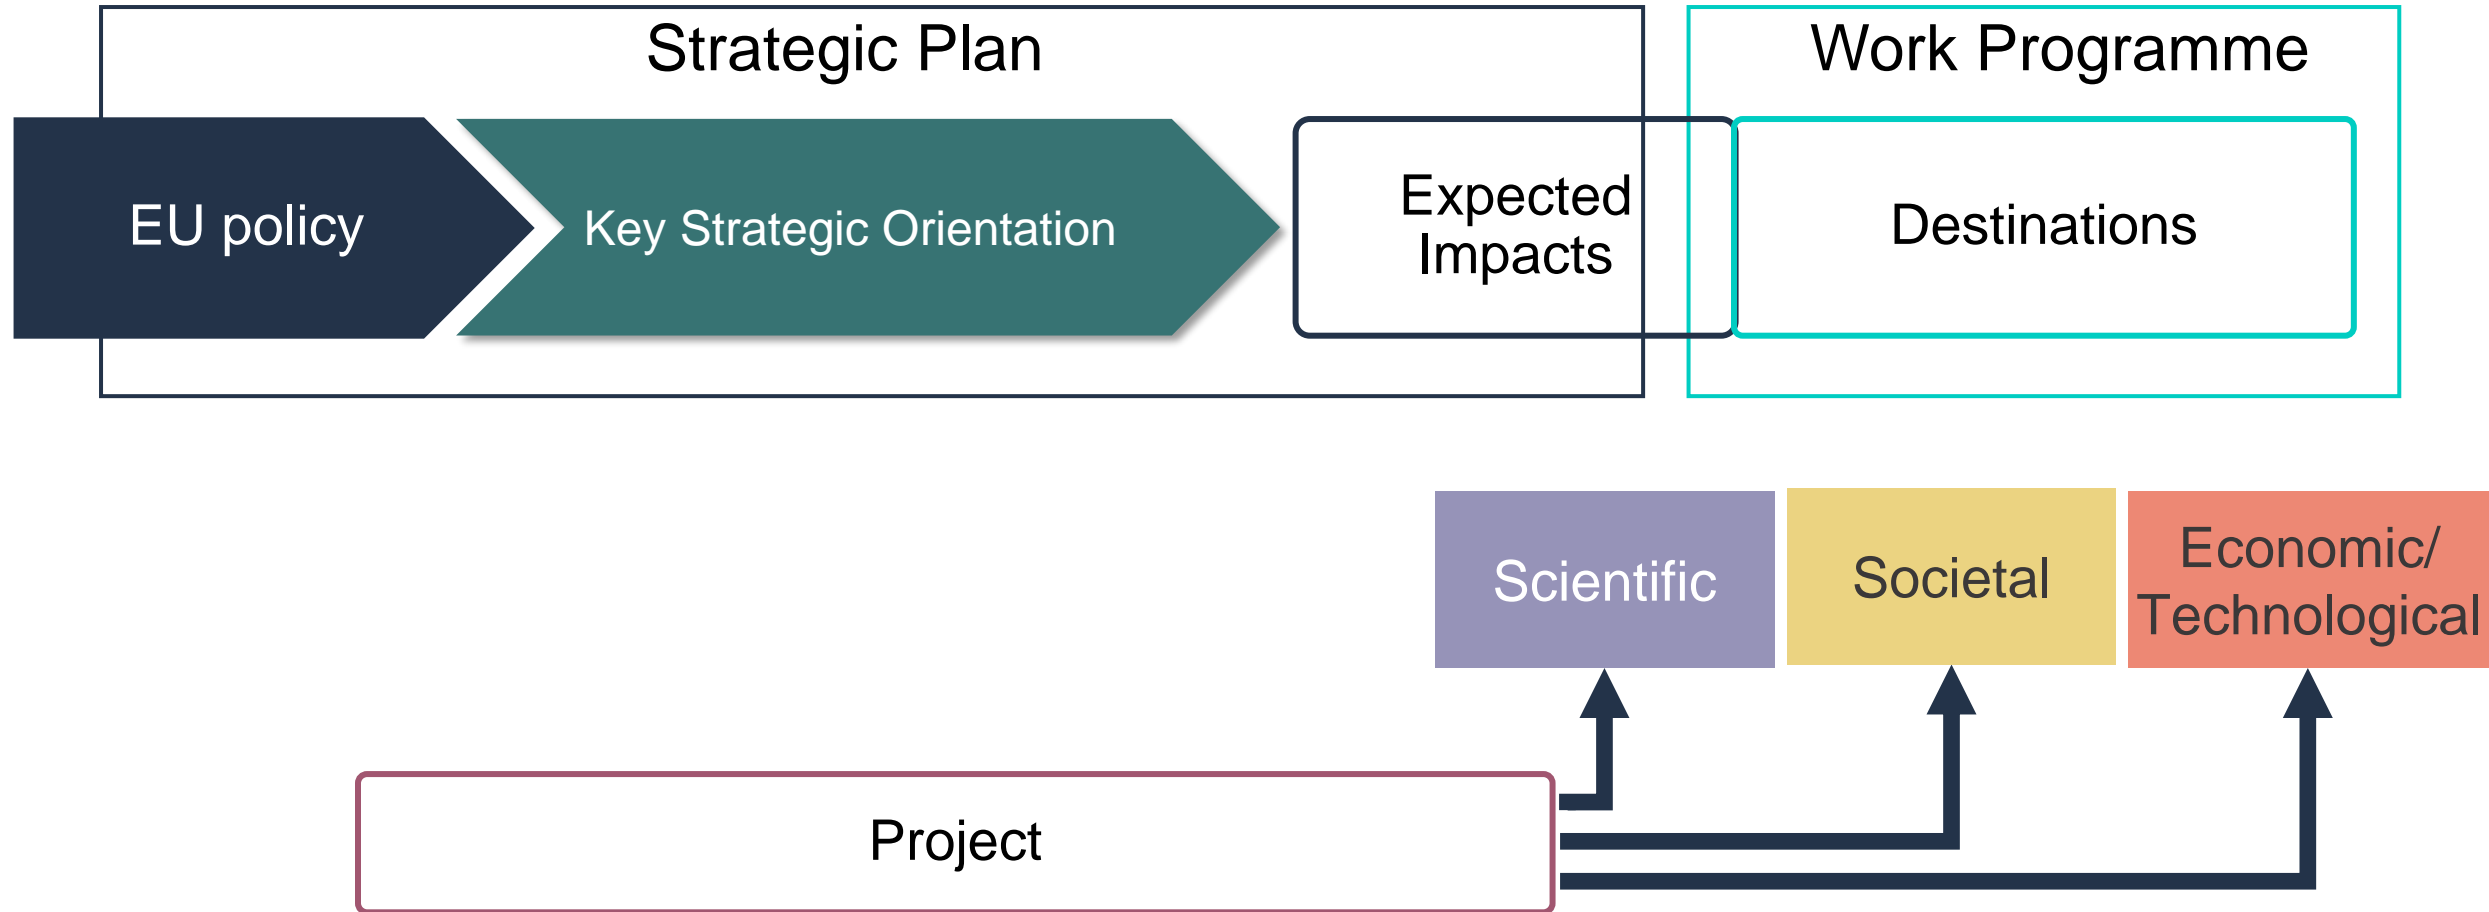 Strategic Plan
Work Programme
EU policy
Key Strategic Orientation
Expected
Impacts
Destinations
Scientific
Societal
Economic/
Technological
Project